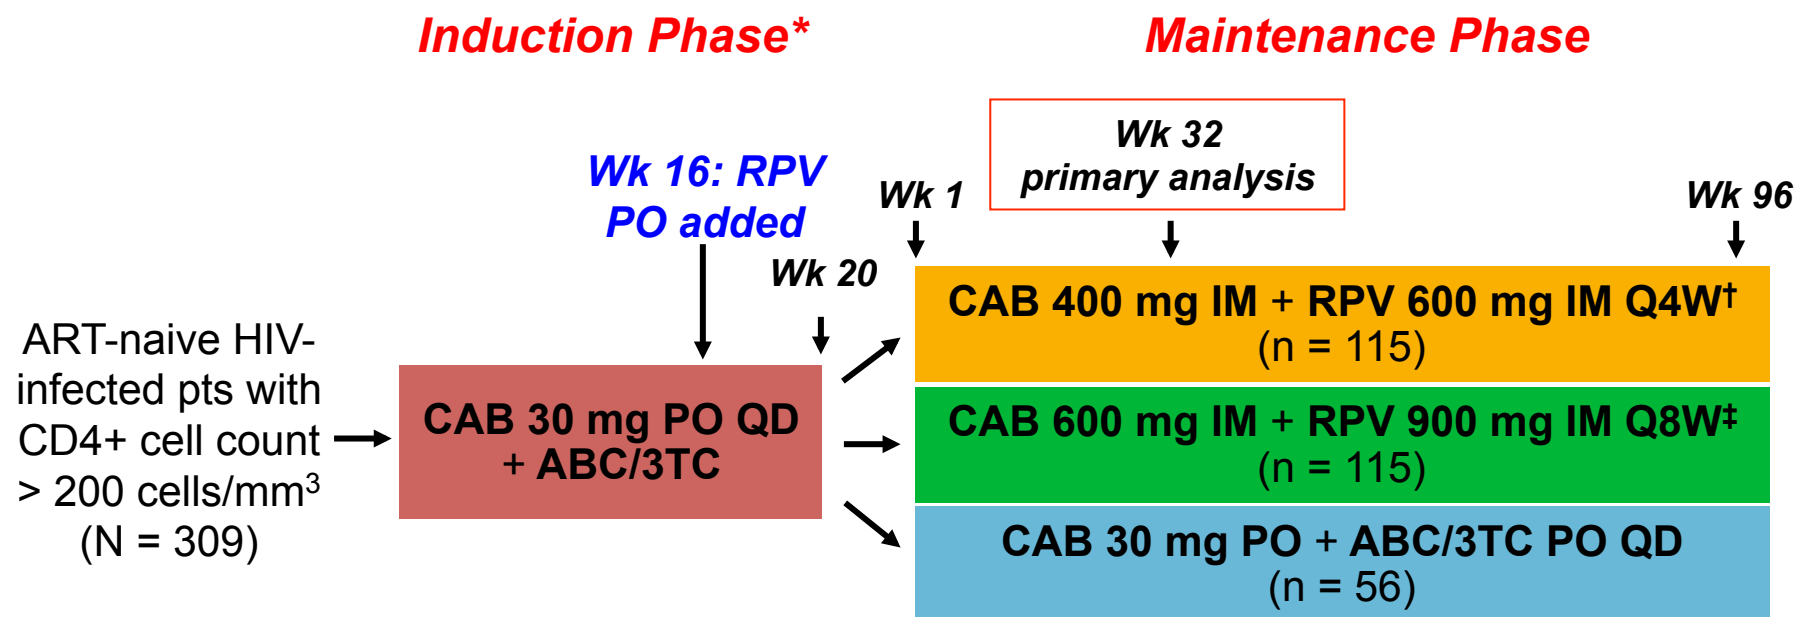 Induction Phase*
Maintenance Phase
Wk 16: RPV
PO added
Wk 20
Wk 1
Wk 32
primary analysis
Wk 96
ART-naive HIV-
infected pts with
CD4+ cell count
> 200 cells/mm³
(N = 309)
CAB 30 mg PO QD
+ ABC/3TC
CAB 400 mg IM + RPV 600 mg IM Q4W†
(n = 115)
CAB 600 mg IM + RPV 900 mg IM Q8W‡
(n = 115)
CAB 30 mg PO + ABC/3TC PO QD
(n = 56)